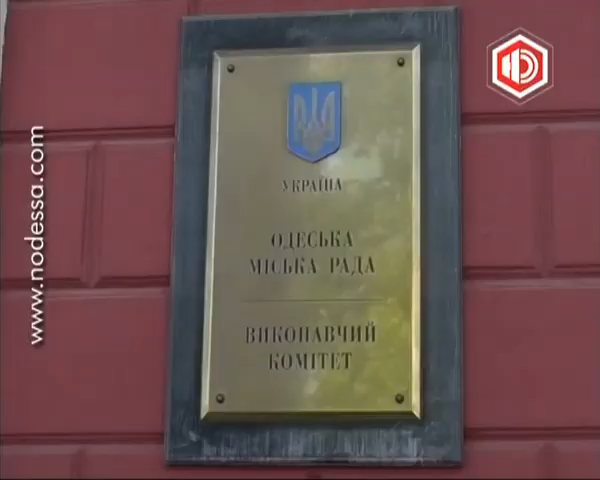 УКРАЇНА
ОДЕСЬКА
МІСЬКА РАДА
ВИКОНАВЧИЙ
КОМІТЕТ
www.nodessa.com